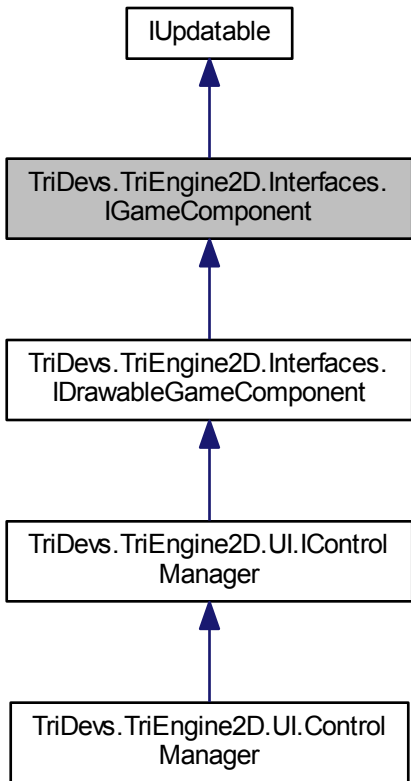 IUpdatable
TriDevs.TriEngine2D.Interfaces.
IGameComponent
TriDevs.TriEngine2D.Interfaces.
IDrawableGameComponent
TriDevs.TriEngine2D.UI.IControl
Manager
TriDevs.TriEngine2D.UI.Control
Manager